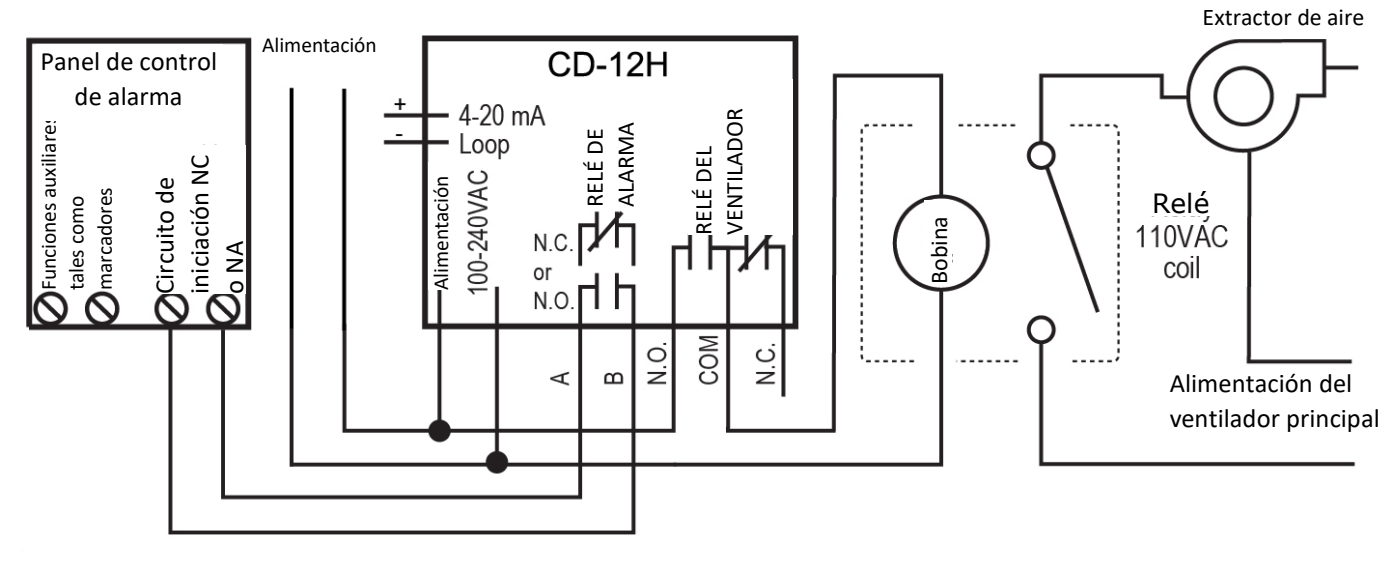 Panel de control
de alarma
Funciones auxiliares
tales como
marcadores
Circuito de
iniciación NC
o NA
Alimentación
CD-12H
+
4-20 mA
-
Loop
Alimentación
100-240VAC
RELÉ DE
ALARMA
N.C.
or
N.O.
RELÉ DEL
VENTILADOR
A
B
N.O.
COM
N.C.
Bobina
Relé
110VAC
coil
Extractor de aire
Alimentación del
ventilador principal